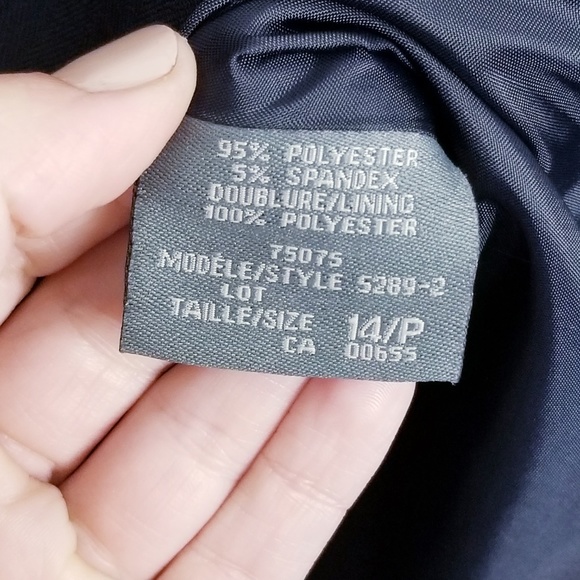 95% POLYESTER
5% SPANDEX
DOUBLURE/LINING
100% POLYESTER
75075
MODÈLE/STYLE 5289-2
LOT
TAILLE/SIZE 14/P
CA 00655